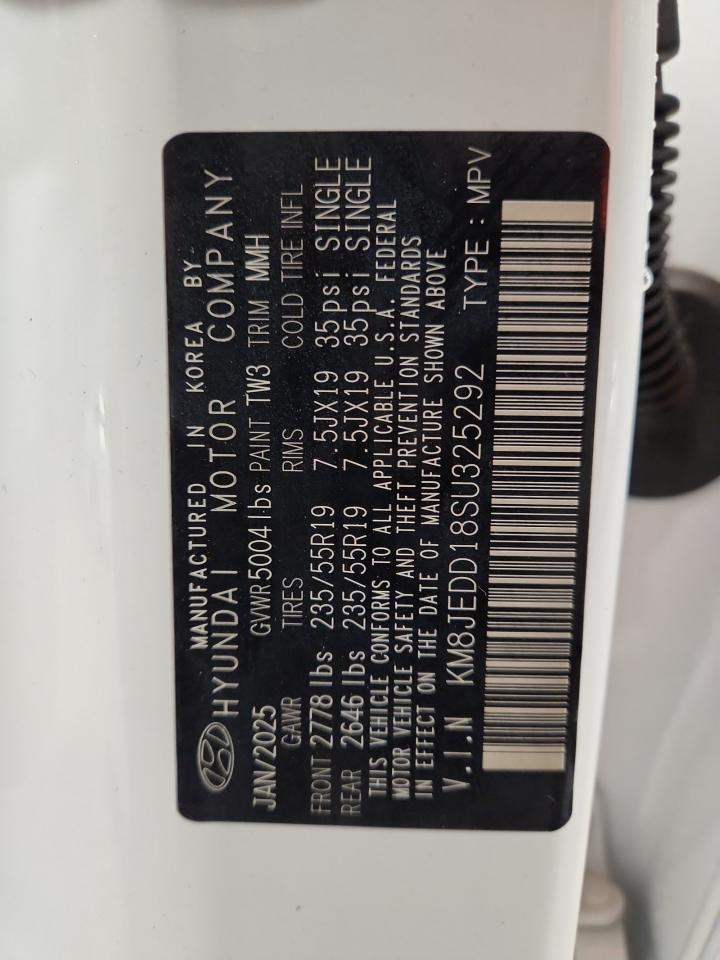 MANUFACTURED IN KOREA BY
HYUNDAI MOTOR COMPANY
JAN/2025 GVWR 5004 lbs PAINT TW3 TRIM MMH
GAWR TIRES RIMS COLD TIRE INFL
FRONT 2778 lbs 235/55R19 7.5JX19 35psi SINGLE
REAR 2646 lbs 235/55R19 7.5JX19 35psi SINGLE
THIS VEHICLE CONFORMS TO ALL APPLICABLE U.S.A. FEDERAL
MOTOR VEHICLE SAFETY AND THEFT PREVENTION STANDARDS
IN EFFECT ON THE DATE OF MANUFACTURE SHOWN ABOVE
V.I.N KM8JEDD18SU325292 TYPE : MPV